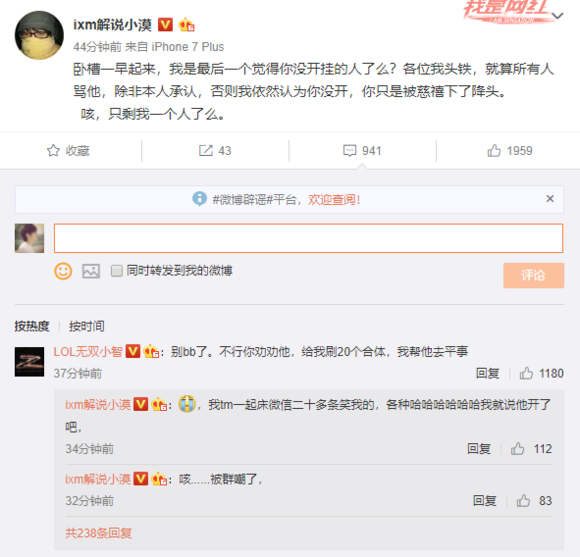 我是网红
I AM SENSATION
ixm解说小漠 V
44分钟前 来自 iPhone 7 Plus
卧槽一早起来，我是最后一个觉得你没开挂的人了么？各位我头铁，就算所有人
骂他，除非本人承认，否则我依然认为你没开，你只是被慈禧下了降头。
咳，只剩我一个人了么。
收藏 43 941 1959
#微博辟谣#平台，欢迎查阅！ ×
同时转发到我的微博 评论
按热度 按时间
LOL无双小智 V ：别bb了。不行你劝劝他，给我刷20个合体，我帮他去平事
37分钟前 回复 1180
ixm解说小漠 V ：，我tm一起床微信二十多条笑我的，各种哈哈哈哈哈哈我就说他开了
吧，
34分钟前 回复 112
ixm解说小漠 V ：咳……被群嘲了，
32分钟前 回复 83
共238条回复